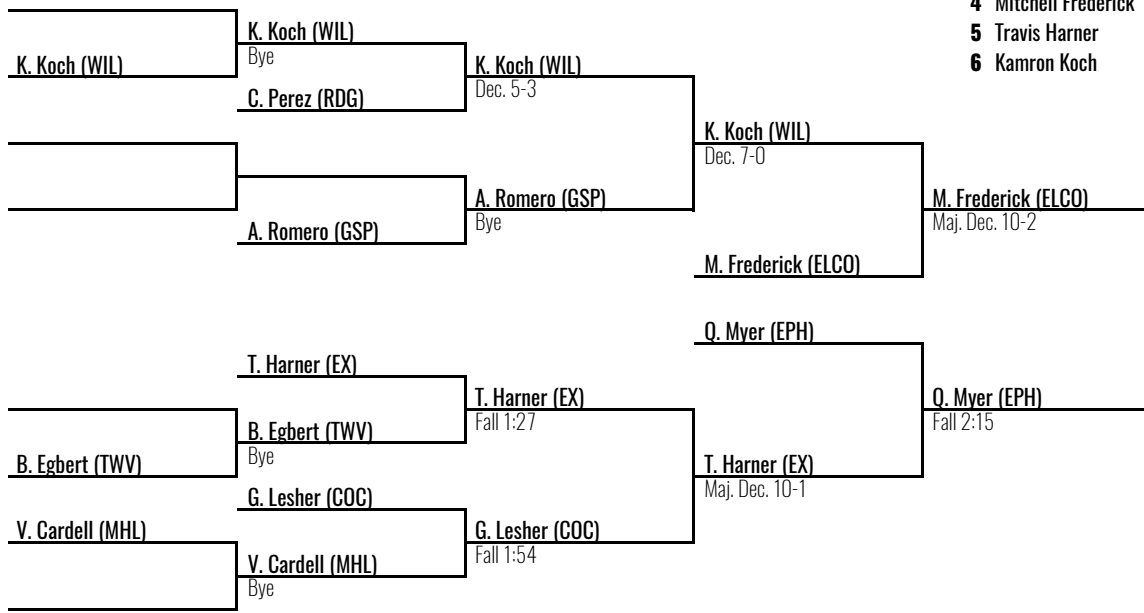 4 Mitchell Frederick
5 Travis Harner
6 Kamron Koch
K. Koch (WIL)
K. Koch (WIL)
Bye
C. Perez (RDG)
K. Koch (WIL)
Dec. 5-3
A. Romero (GSP)
A. Romero (GSP)
Bye
K. Koch (WIL)
Dec. 7-0
M. Frederick (ELCO)
M. Frederick (ELCO)
Maj. Dec. 10-2
B. Egbert (TWV)
V. Cardell (MHL)
T. Harner (EX)
B. Egbert (TWV)
Bye
G. Lesher (COC)
V. Cardell (MHL)
Bye
T. Harner (EX)
Fall 1:27
G. Lesher (COC)
Fall 1:54
Q. Myer (EPH)
T. Harner (EX)
Maj. Dec. 10-1
Q. Myer (EPH)
Fall 2:15